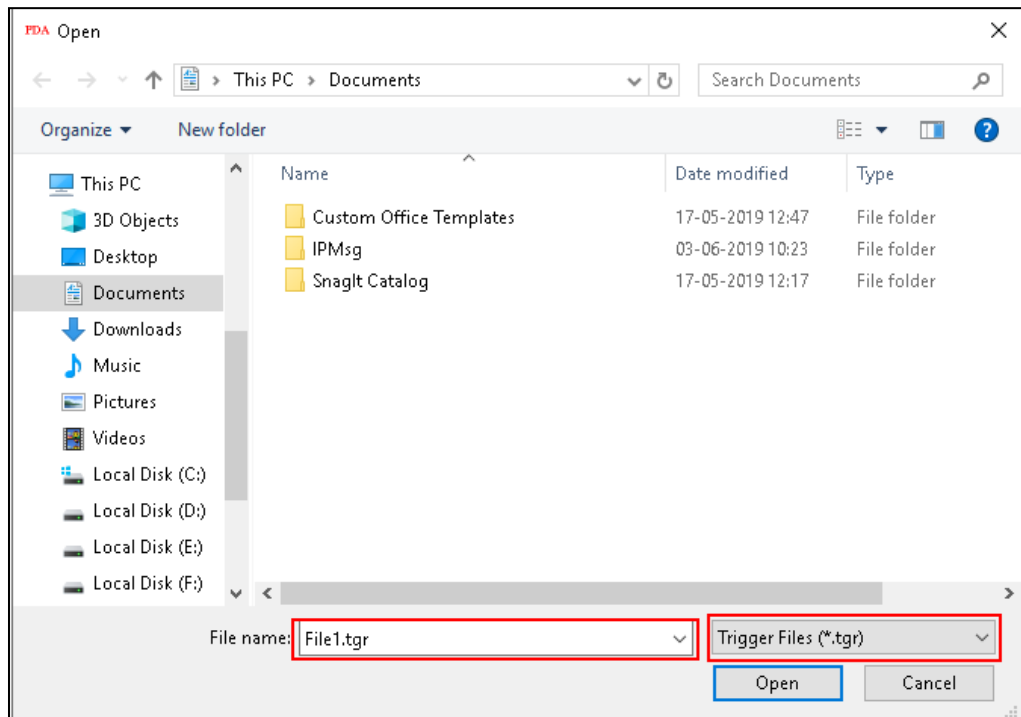 PDA Open
This PC > Documents
Search Documents
Organize
New folder
Name
Date modified
Type
This PC
3D Objects
Desktop
Documents
Downloads
Music
Pictures
Videos
Local Disk (C:)
Local Disk (D:)
Local Disk (E:)
Local Disk (F:)
Custom Office Templates 17-05-2019 12:47 File folder
IPMsg 03-06-2019 10:23 File folder
SnagIt Catalog 17-05-2019 12:17 File folder
File name: File1.tgr
Trigger Files (*.tgr)
Open
Cancel